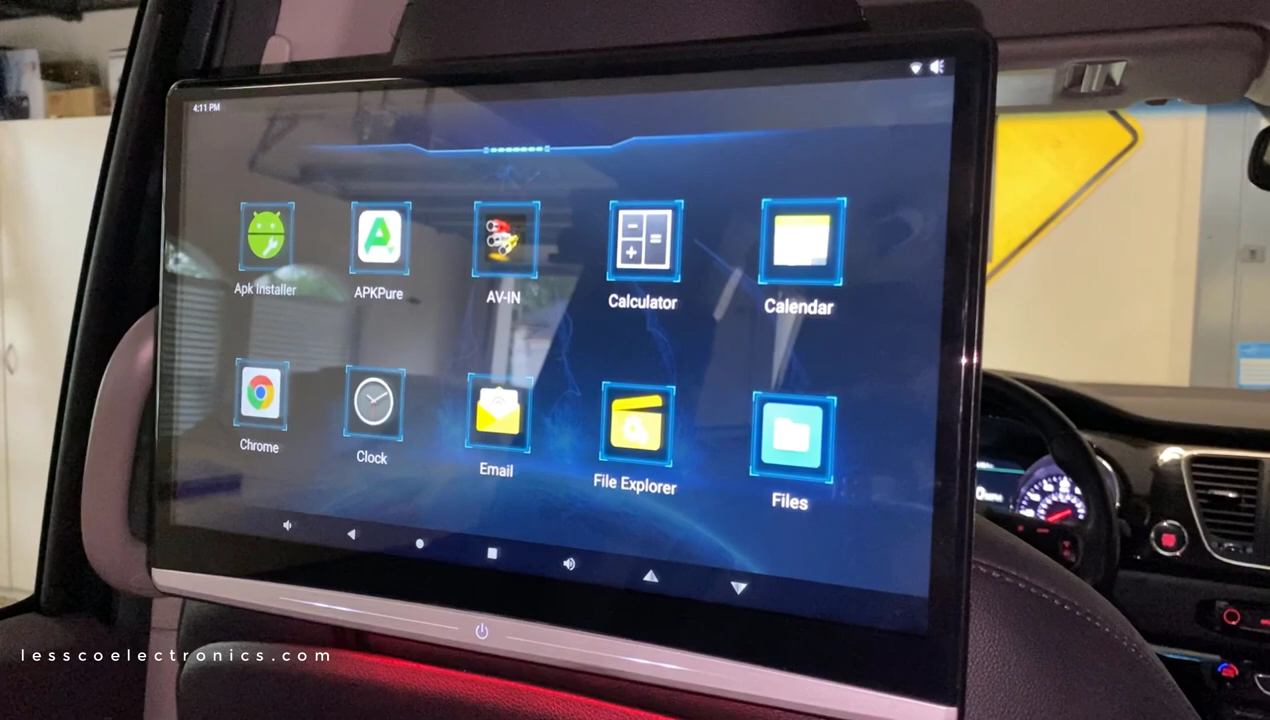 4:11 PM
Apk Installer
APKPure
AV-IN
Calculator
Calendar
Chrome
Clock
Email
File Explorer
Files
lesscoelectronics.com